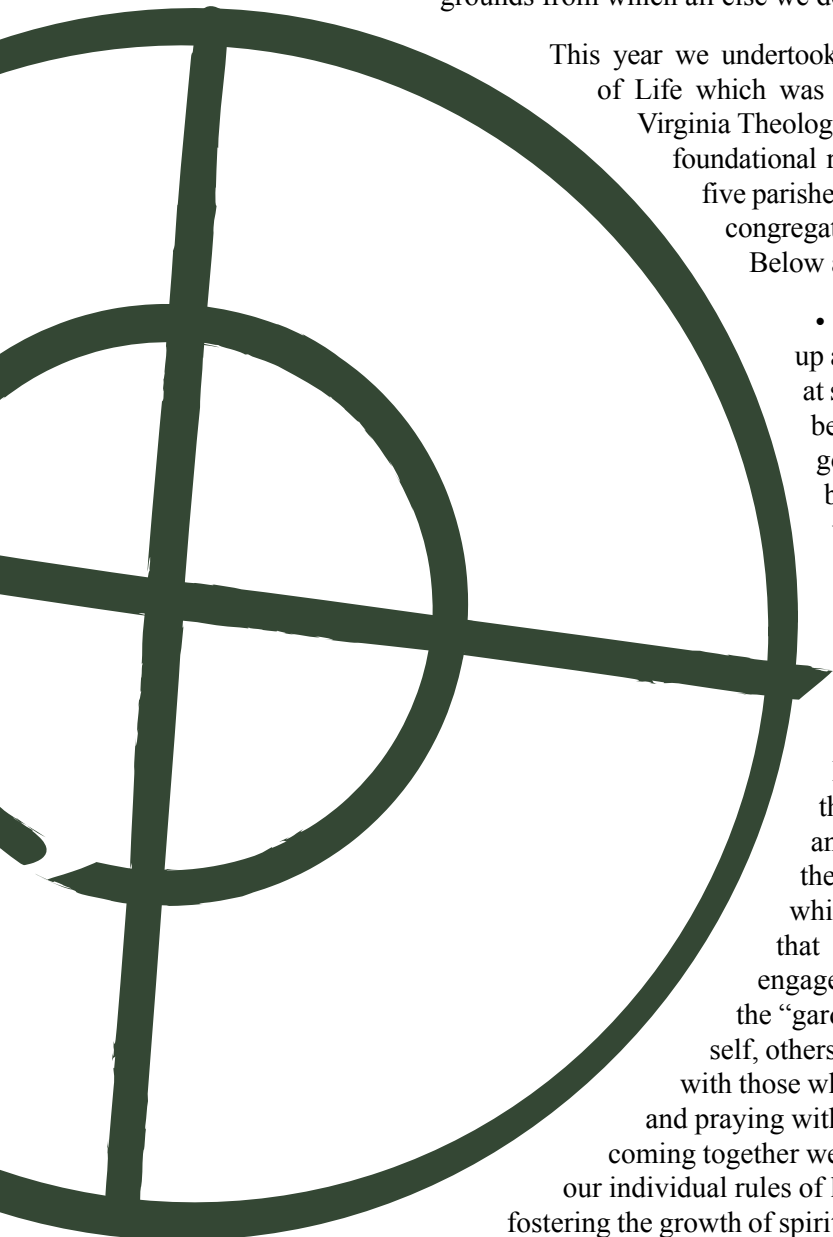 grounds from which all else we
This year we undertook
of Life which was
Virginia Theolog
foundational
five parishe
congregat
Below
•
up
at
be
go
b
th
an
the
whi
that
engage
the “gard
self, others
with those wh
and praying with
coming together we
our individual rules of
fostering the growth of spirit